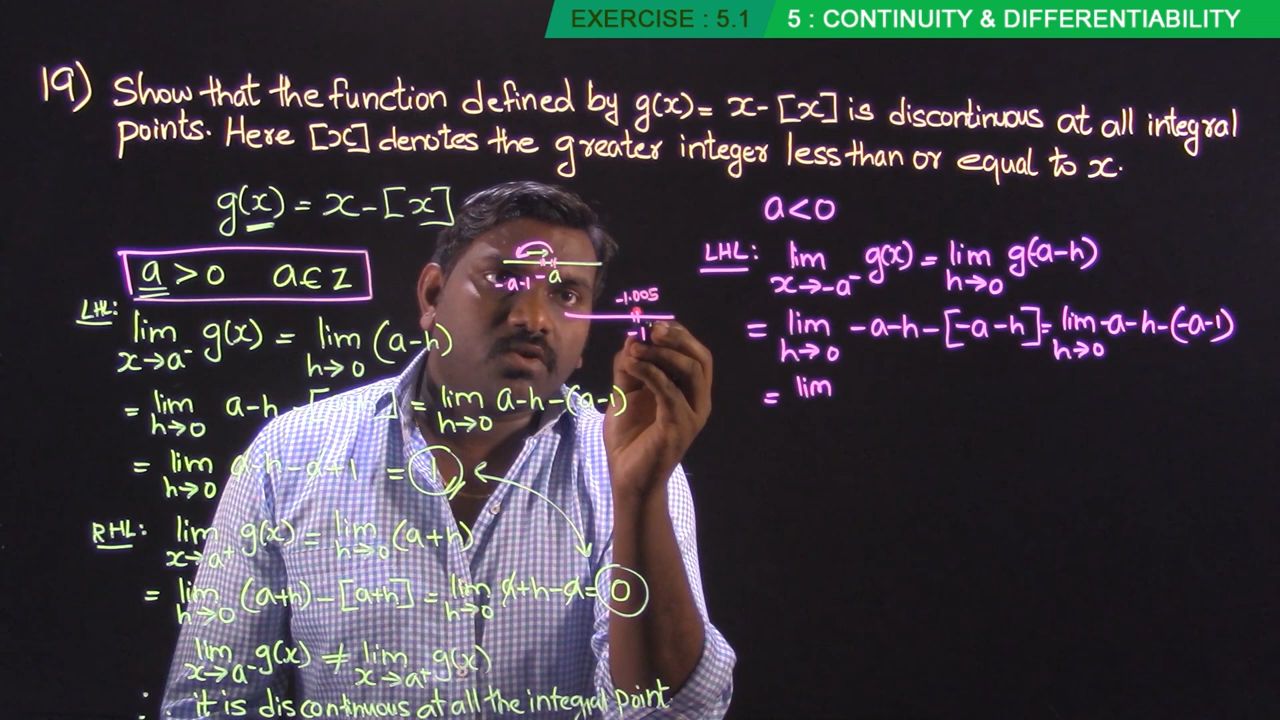 EXERCISE : 5.1
5 : CONTINUITY & DIFFERENTIABILITY
19) Show that the function defined by g(x) = x - [x] is discontinuous at all integral
points. Here [x] denotes the greater integer less than or equal to x.
g(x) = x - [x]
a > 0 a ∈ z
LHL:
lim x→a⁻ g(x) = lim h→0 (a-h)
= lim h→0 a-h [ ] = lim h→0 a-h-(a-1)
= lim h→0 a-h-a+1 = 1
RHL: lim x→a⁺ g(x) = lim h→0 (a+h)
= lim h→0 (a+h) - [a+h] = lim h→0 a+h-a = 0
lim x→a⁻ g(x) ≠ lim x→a⁺ g(x)
∴ it is discontinuous at all the integral point.
-a-1 -a
-1.005
-1
a<0
LHL: lim x→-a⁻ g(x) = lim h→0 g(-a-h)
= lim h→0 -a-h-[-a-h] = lim h→0 -a-h-(-a-1)
= lim